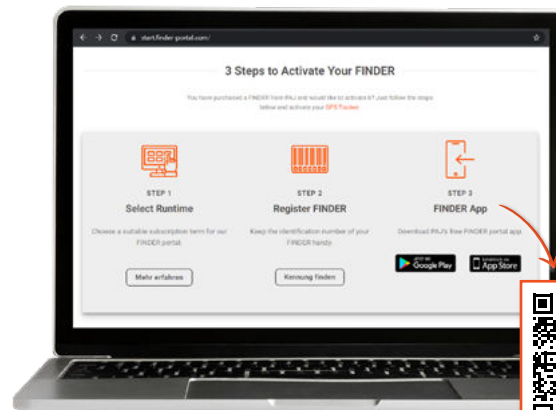 start.finder-portal.com/
3 Steps to Activate Your FINDER
You have purchased a FINDER from PAJ and would like to activate it? Just follow the steps
below and activate your GPS Tracker.
STEP 1
Select Runtime
Choose a suitable subscription term for our
FINDER portal.
Mehr erfahren
STEP 2
Register FINDER
Keep the identification number of your
FINDER handy.
Kennung finden
STEP 3
FINDER App
Download PAJ's free FINDER portal app.
JETZT BEI
Google Play
App Store